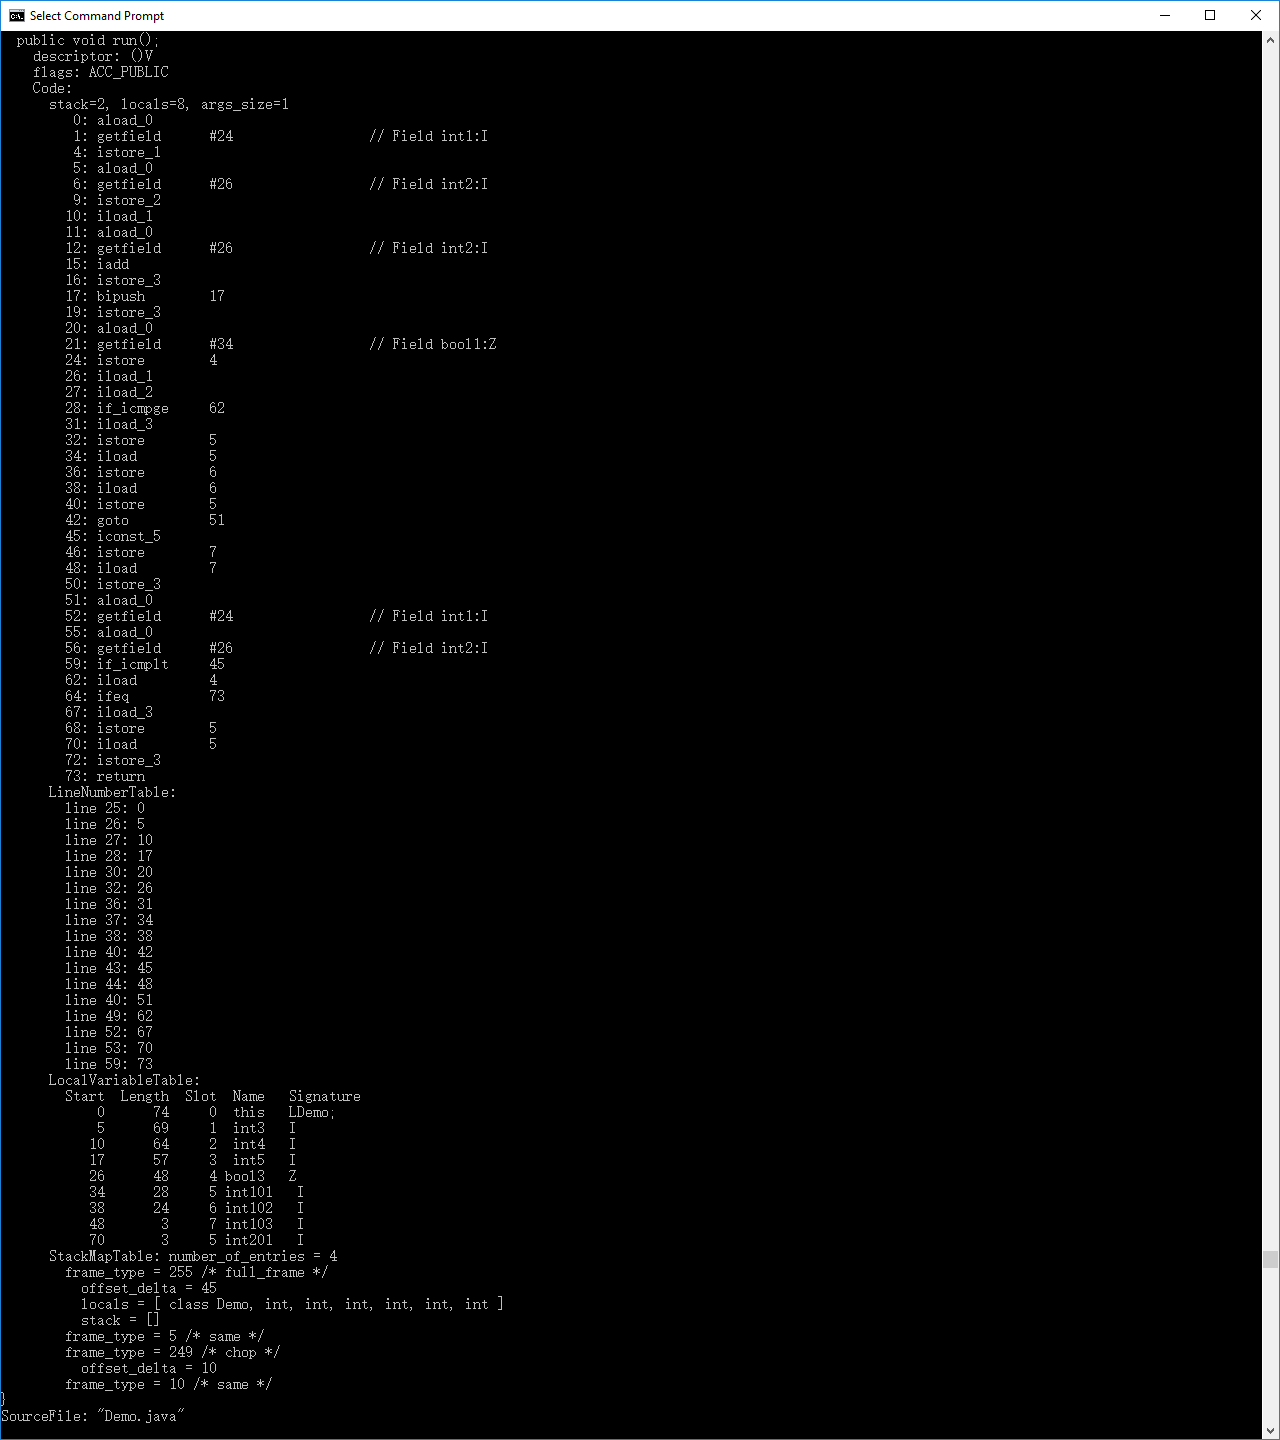 Select Command Prompt
public void run();
descriptor: ()V
flags: ACC_PUBLIC
Code:
stack=2, locals=8, args_size=1
0: aload_0
1: getfield #24 // Field int1:I
4: istore_1
5: aload_0
6: getfield #26 // Field int2:I
9: istore_2
10: iload_1
11: aload_0
12: getfield #26 // Field int2:I
15: iadd
16: istore_3
17: bipush 17
19: istore_3
20: aload_0
21: getfield #34 // Field bool1:Z
24: istore 4
26: iload_1
27: iload_2
28: if_icmpge 62
31: iload_3
32: istore 5
34: iload 5
36: istore 6
38: iload 6
40: istore 5
42: goto 51
45: iconst_5
46: istore 7
48: iload 7
50: istore_3
51: aload_0
52: getfield #24 // Field int1:I
55: aload_0
56: getfield #26 // Field int2:I
59: if_icmplt 45
62: iload 4
64: ifeq 73
67: iload_3
68: istore 5
70: iload 5
72: istore_3
73: return
LineNumberTable:
line 25: 0
line 26: 5
line 27: 10
line 28: 17
line 30: 20
line 32: 26
line 36: 31
line 37: 34
line 38: 38
line 40: 42
line 43: 45
line 44: 48
line 40: 51
line 49: 62
line 52: 67
line 53: 70
line 59: 73
LocalVariableTable:
Start Length Slot Name Signature
0 74 0 this LDemo;
5 69 1 int3 I
10 64 2 int4 I
17 57 3 int5 I
26 48 4 bool3 Z
34 28 5 int101 I
38 24 6 int102 I
48 3 7 int103 I
70 3 5 int201 I
StackMapTable: number_of_entries = 4
frame_type = 255 /* full_frame */
offset_delta = 45
locals = [ class Demo, int, int, int, int, int, int ]
stack = []
frame_type = 5 /* same */
frame_type = 249 /* chop */
offset_delta = 10
frame_type = 10 /* same */
}
SourceFile: "Demo.java"